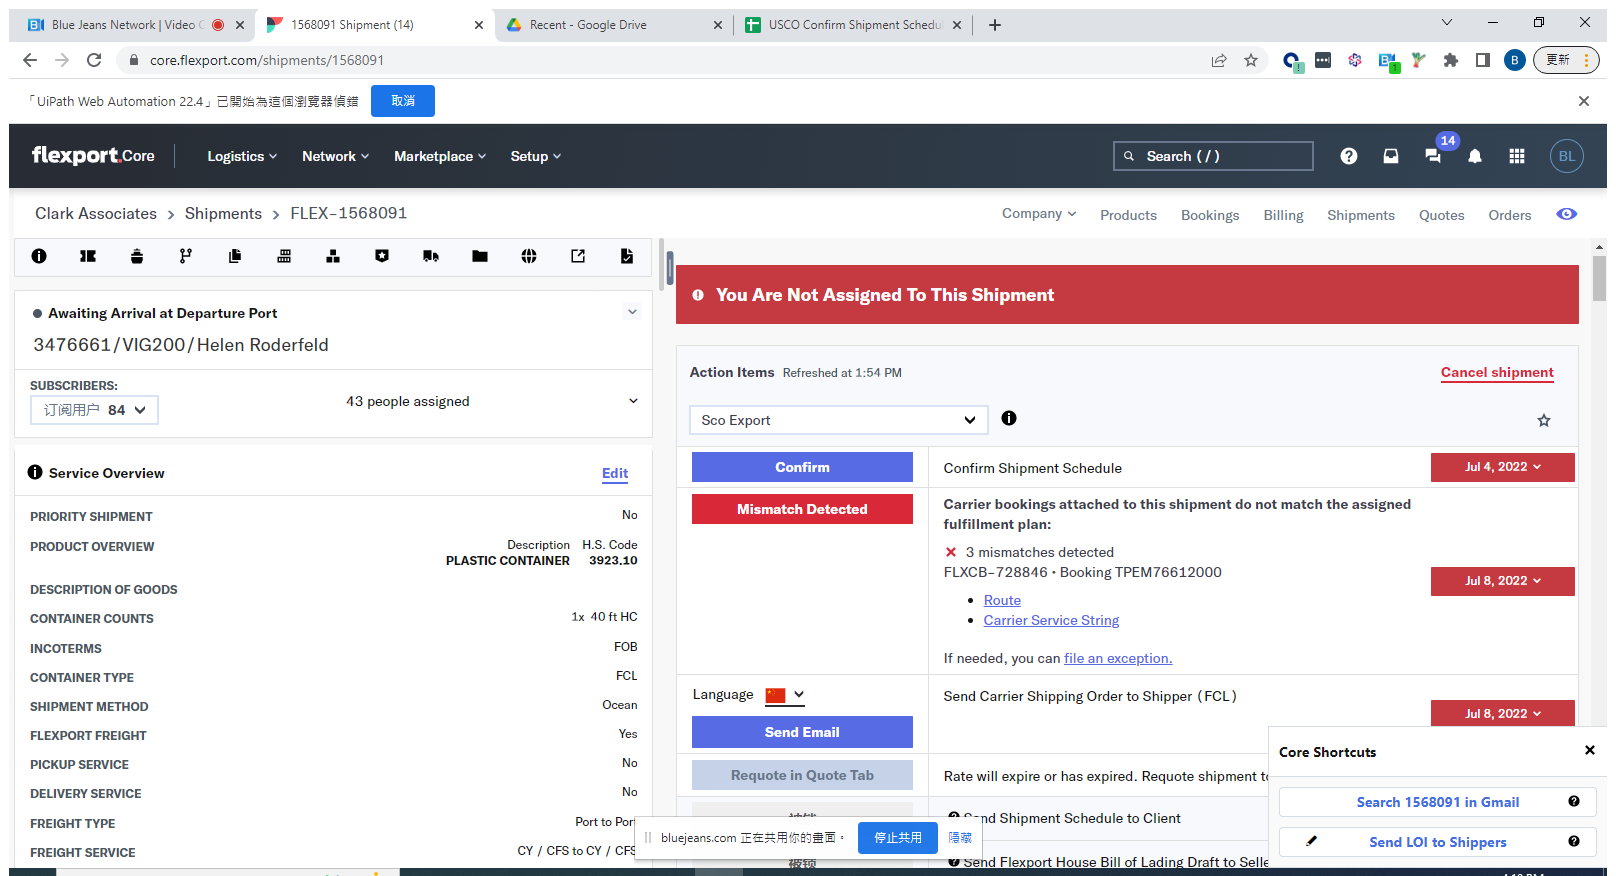 Blue Jeans Network | Video C
1568091 Shipment (14)
Recent - Google Drive
USCO Confirm Shipment Schedu
core.flexport.com/shipments/1568091
1
B
更新
「UiPath Web Automation 22.4」已開始為這個瀏覽器偵錯
取消
flexport.Core
Logistics
Network
Marketplace
Setup
Search ( / )
14
BL
Clark Associates > Shipments > FLEX-1568091
Company
Products
Bookings
Billing
Shipments
Quotes
Orders
Awaiting Arrival at Departure Port
3476661/VIG200/Helen Roderfeld
SUBSCRIBERS:
订阅用户 84
43 people assigned
Service Overview
Edit
PRIORITY SHIPMENT
No
PRODUCT OVERVIEW
Description H.S. Code
PLASTIC CONTAINER 3923.10
DESCRIPTION OF GOODS
CONTAINER COUNTS
1x 40 ft HC
INCOTERMS
FOB
CONTAINER TYPE
FCL
SHIPMENT METHOD
Ocean
FLEXPORT FREIGHT
Yes
PICKUP SERVICE
No
DELIVERY SERVICE
No
FREIGHT TYPE
Port to Port
FREIGHT SERVICE
CY / CFS to CY / CFS
You Are Not Assigned To This Shipment
Action Items Refreshed at 1:54 PM
Cancel shipment
Sco Export
Confirm
Confirm Shipment Schedule
Jul 4, 2022
Mismatch Detected
Carrier bookings attached to this shipment do not match the assigned
fulfillment plan:
3 mismatches detected
FLXCB-728846 • Booking TPEM76612000
Route
Carrier Service String
If needed, you can file an exception.
Jul 8, 2022
Language
Send Email
Send Carrier Shipping Order to Shipper (FCL)
Jul 8, 2022
Requote in Quote Tab
Rate will expire or has expired. Requote shipment to
Send Shipment Schedule to Client
被锁
Send Flexport House Bill of Lading Draft to Selle
bluejeans.com 正在共用你的畫面。
停止共用
隱藏
Core Shortcuts
Search 1568091 in Gmail
Send LOI to Shippers